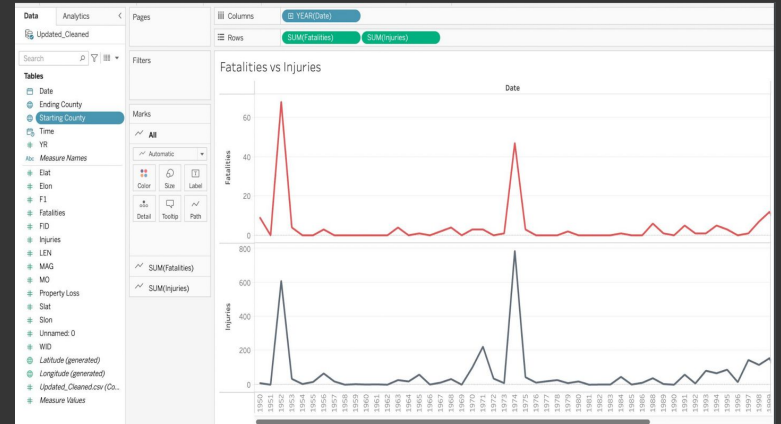 Data Analytics <
Updated_Cleaned
Search
Tables
Date
Ending County
Starting County
Time
YR
Abc Measure Names
Elat
Elon
F1
Fatalities
FID
Injuries
LEN
MAG
MO
Property Loss
Slat
Slon
Unnamed: 0
WID
Latitude (generated)
Longitude (generated)
Updated_Cleaned.csv (Co...
Measure Values
Pages
Filters
Marks
All
Automatic
Color Size Label
Detail Tooltip Path
SUM(Fatalities)
SUM(Injuries)
Columns YEAR(Date)
Rows SUM(Fatalities) SUM(Injuries)
Fatalities vs Injuries
Date
Fatalities
60
40
20
0
Injuries
800
600
400
200
0
1950 1951 1952 1953 1954 1955 1956 1957 1958 1959 1960 1961 1962 1963 1964 1965 1966 1967 1968 1969 1970 1971 1972 1973 1974 1975 1976 1977 1978 1979 1980 1981 1982 1983 1984 1985 1986 1988 1989 1990 1991 1992 1993 1994 1995 1996 1997 1998 1999